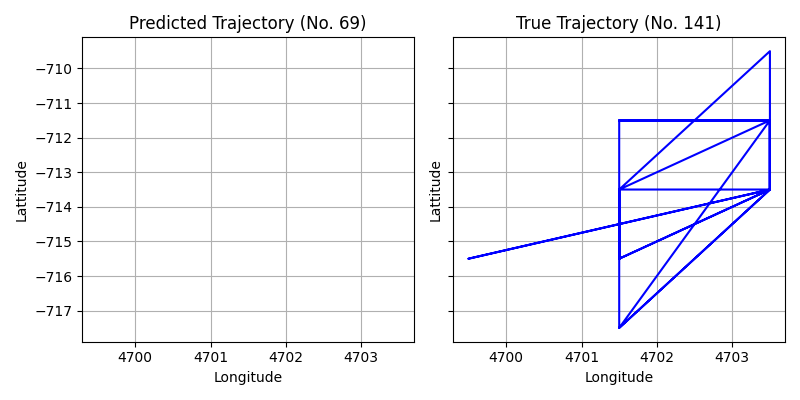 Predicted Trajectory (No. 69)
True Trajectory (No. 141)
Lattitude
−710
−711
−712
−713
−714
−715
−716
−717
4700
4701
4702
4703
Longitude
Lattitude
4700
4701
4702
4703
Longitude